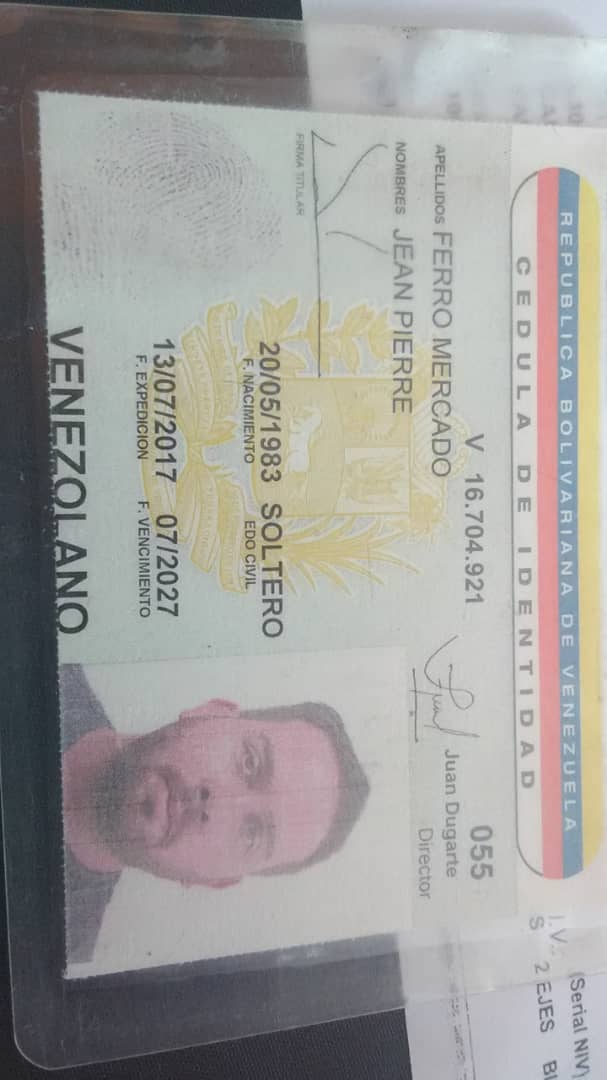 REPUBLICA BOLIVARIANA DE VENEZUELA
CEDULA DE IDENTIDAD
V 16.704.921
055
APELLIDOS FERRO MERCADO
Juan Dugarte
Director
NOMBRES JEAN PIERRE
FIRMA TITULAR
20/05/1983 SOLTERO
F. NACIMIENTO EDO CIVIL
13/07/2017 07/2027
F. EXPEDICION F. VENCIMIENTO
VENEZOLANO
(Serial NIV)
2 EJES